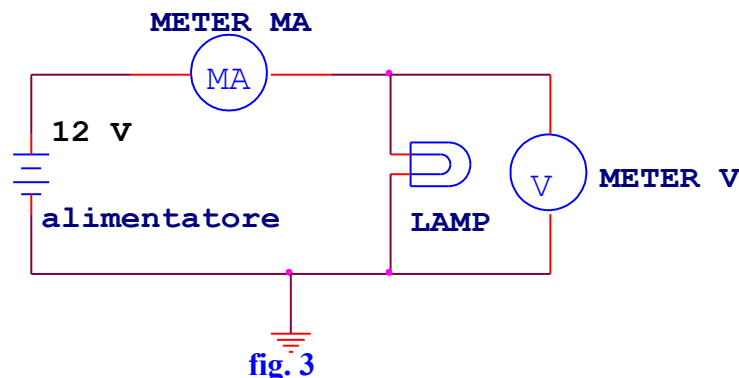 METER MA
MA
12 V
V
METER V
alimentatore
LAMP
fig. 3